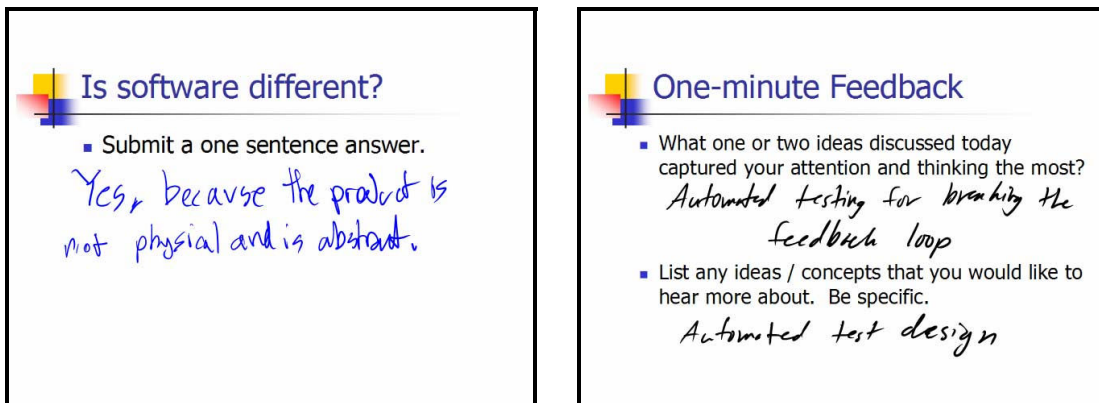 Is software different?
▪ Submit a one sentence answer.
Yes, because the product is
not physical and is abstract.
One-minute Feedback
▪ What one or two ideas discussed today
captured your attention and thinking the most?
Automated testing for breaking the
feedback loop
▪ List any ideas / concepts that you would like to
hear more about. Be specific.
Automated test design